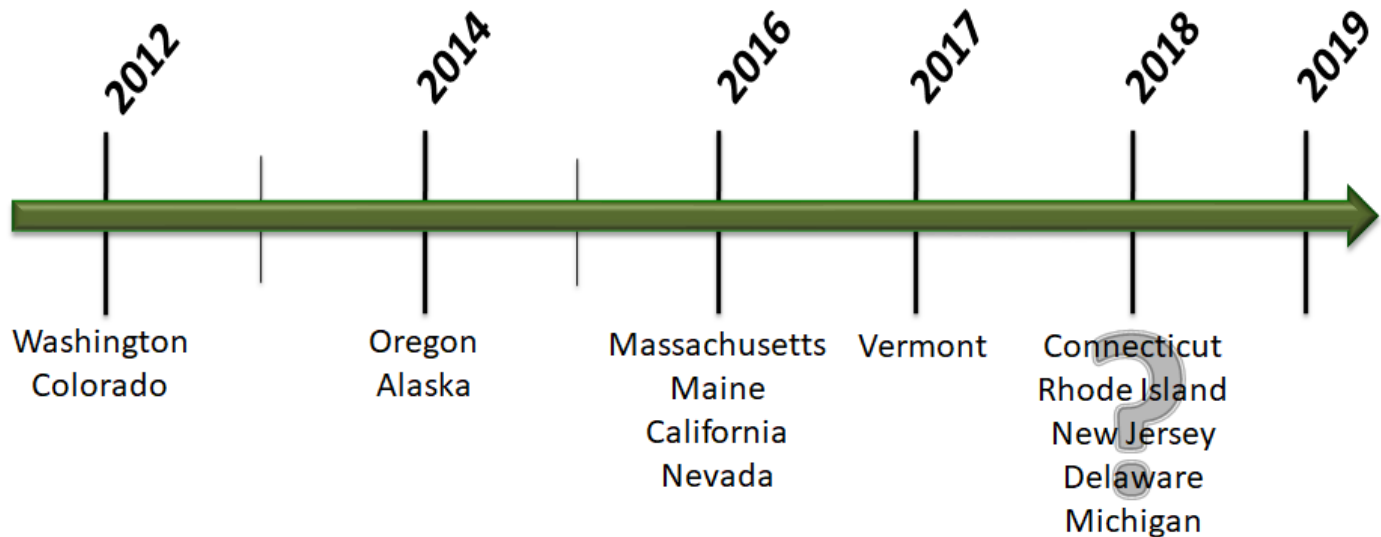 2012
2014
2016
2017
2018
2019
Washington
Colorado
Oregon
Alaska
Massachusetts
Maine
California
Nevada
Vermont
Connecticut
Rhode Island
New Jersey
Delaware
Michigan
?